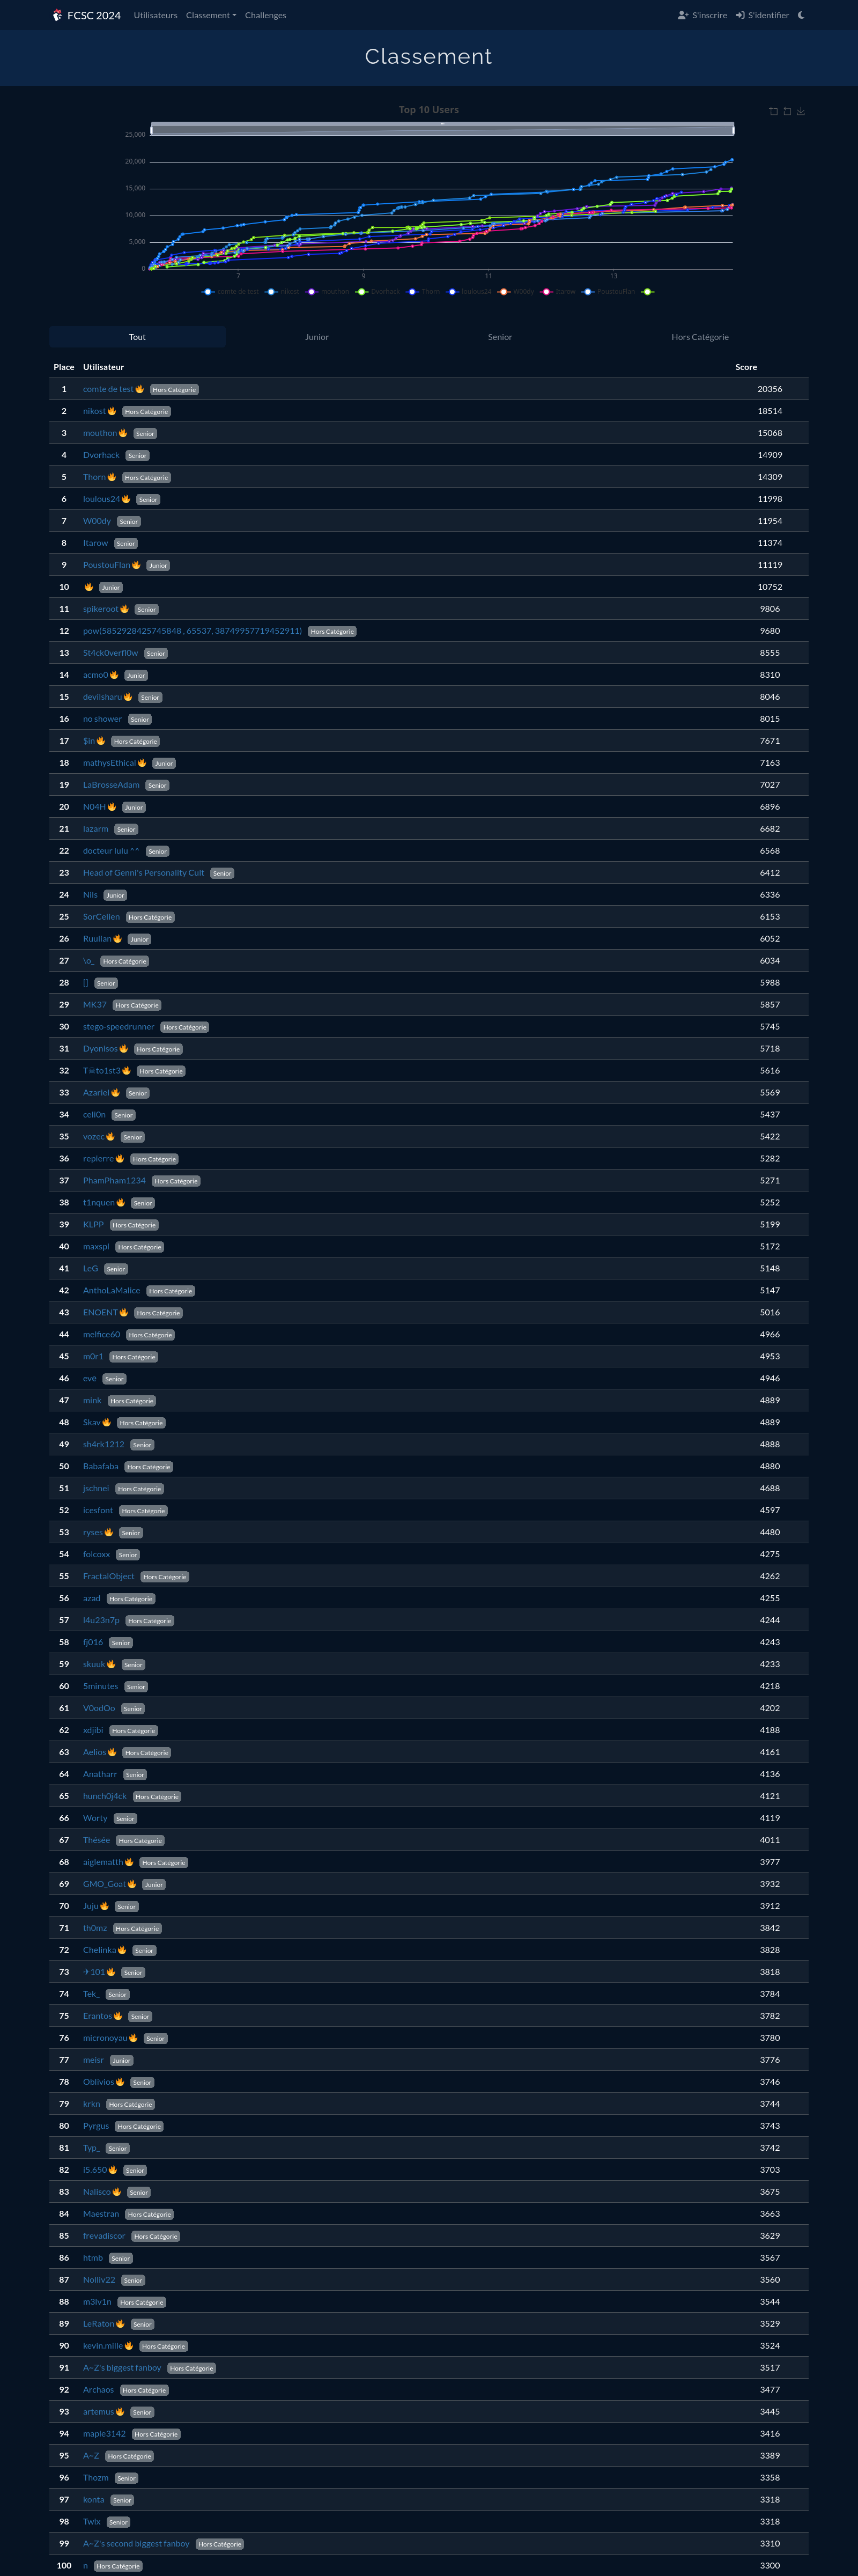 FCSC 2024 Utilisateurs Classement Challenges S'inscrire S'identifier
Classement
Top 10 Users
25,000
20,000
15,000
10,000
5,000
0
7 9 11 13
comte de test nikost mouthon Dvorhack Thorn loulous24 W00dy Itarow PoustouFlan
Tout Junior Senior Hors Catégorie
Place Utilisateur Score
1 comte de test🔥 Hors Catégorie 20356
2 nikost🔥 Hors Catégorie 18514
3 mouthon🔥 Senior 15068
4 Dvorhack Senior 14909
5 Thorn🔥 Hors Catégorie 14309
6 loulous24🔥 Senior 11998
7 W00dy Senior 11954
8 Itarow Senior 11374
9 PoustouFlan🔥 Junior 11119
10 🔥 Junior 10752
11 spikeroot🔥 Senior 9806
12 pow(5852928425745848 , 65537, 38749957719452911) Hors Catégorie 9680
13 St4ck0verfl0w Senior 8555
14 acmo0🔥 Junior 8310
15 devilsharu🔥 Senior 8046
16 no shower Senior 8015
17 $in🔥 Hors Catégorie 7671
18 mathysEthical🔥 Junior 7163
19 LaBrosseAdam Senior 7027
20 N04H🔥 Junior 6896
21 lazarm Senior 6682
22 docteur lulu ^^ Senior 6568
23 Head of Genni's Personality Cult Senior 6412
24 Nils Junior 6336
25 SorCelien Hors Catégorie 6153
26 Ruulian🔥 Junior 6052
27 \o_ Hors Catégorie 6034
28 [] Senior 5988
29 MK37 Hors Catégorie 5857
30 stego-speedrunner Hors Catégorie 5745
31 Dyonisos🔥 Hors Catégorie 5718
32 T☠to1st3🔥 Hors Catégorie 5616
33 Azariel🔥 Senior 5569
34 celi0n Senior 5437
35 vozec🔥 Senior 5422
36 repierre🔥 Hors Catégorie 5282
37 PhamPham1234 Hors Catégorie 5271
38 t1nquen🔥 Senior 5252
39 KLPP Hors Catégorie 5199
40 maxspl Hors Catégorie 5172
41 LeG Senior 5148
42 AnthoLaMalice Hors Catégorie 5147
43 ENOENT🔥 Hors Catégorie 5016
44 melfice60 Hors Catégorie 4966
45 m0r1 Hors Catégorie 4953
46 eve Senior 4946
47 mink Hors Catégorie 4889
48 Skav🔥 Hors Catégorie 4889
49 sh4rk1212 Senior 4888
50 Babafaba Hors Catégorie 4880
51 jschnei Hors Catégorie 4688
52 icesfont Hors Catégorie 4597
53 ryses🔥 Senior 4480
54 folcoxx Senior 4275
55 FractalObject Hors Catégorie 4262
56 azad Hors Catégorie 4255
57 l4u23n7p Hors Catégorie 4244
58 fj016 Senior 4243
59 skuuk🔥 Senior 4233
60 5minutes Senior 4218
61 V0odOo Senior 4202
62 xdjibi Hors Catégorie 4188
63 Aelios🔥 Hors Catégorie 4161
64 Anatharr Senior 4136
65 hunch0j4ck Hors Catégorie 4121
66 Worty Senior 4119
67 Thésée Hors Catégorie 4011
68 aiglematth🔥 Hors Catégorie 3977
69 GMO_Goat🔥 Junior 3932
70 Juju🔥 Senior 3912
71 th0mz Hors Catégorie 3842
72 Chelinka🔥 Senior 3828
73 ✈101🔥 Senior 3818
74 Tek_ Senior 3784
75 Erantos🔥 Senior 3782
76 micronoyau🔥 Senior 3780
77 meisr Junior 3776
78 Oblivios🔥 Senior 3746
79 krkn Hors Catégorie 3744
80 Pyrgus Hors Catégorie 3743
81 Typ_ Senior 3742
82 i5.650🔥 Senior 3703
83 Nalisco🔥 Senior 3675
84 Maestran Hors Catégorie 3663
85 frevadiscor Hors Catégorie 3629
86 htmb Senior 3567
87 Nolliv22 Senior 3560
88 m3lv1n Hors Catégorie 3544
89 LeRaton🔥 Senior 3529
90 kevin.mille🔥 Hors Catégorie 3524
91 A~Z's biggest fanboy Hors Catégorie 3517
92 Archaos Hors Catégorie 3477
93 artemus🔥 Senior 3445
94 maple3142 Hors Catégorie 3416
95 A~Z Hors Catégorie 3389
96 Thozm Senior 3358
97 konta Senior 3318
98 Twix Senior 3318
99 A~Z's second biggest fanboy Hors Catégorie 3310
100 n Hors Catégorie 3300